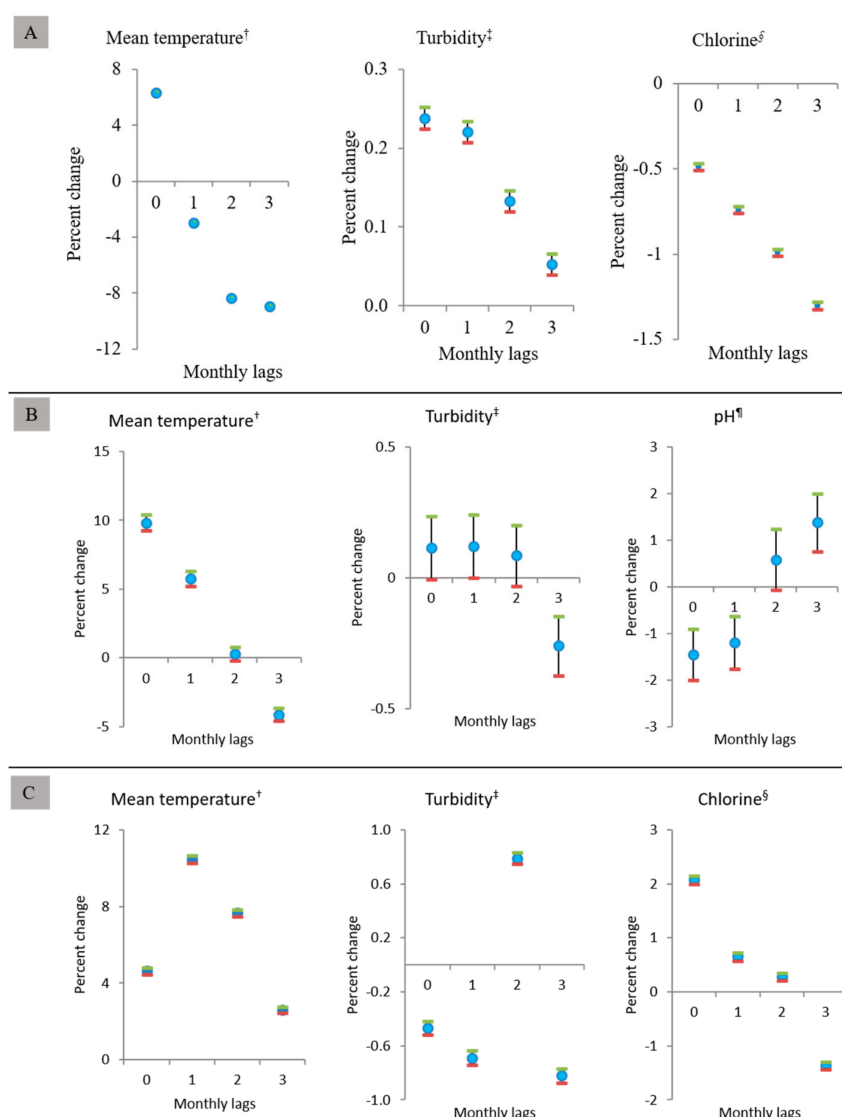 A
Mean temperature†
Turbidity‡
Chlorine§
Percent change
8
4
0
-4
-8
-12
0 1 2 3
Monthly lags
Percent change
0.3
0.2
0.1
0.0
0 1 2 3
Monthly lags
Percent change
0
-0.5
-1
-1.5
0 1 2 3
Monthly lags
B
Mean temperature†
Turbidity‡
pH¶
Percent change
15
10
5
0
-5
0 1 2 3
Monthly lags
Percent change
0.5
0
-0.5
0 1 2 3
Monthly lags
Percent change
3
2
1
0
-1
-2
-3
0 1 2 3
Monthly lags
C
Mean temperature†
Turbidity‡
Chlorine§
Percent change
12
8
4
0
0 1 2 3
Monthly lags
Percent change
1.0
0.6
0.2
-0.2
-0.6
-1.0
0 1 2 3
Monthly lags
Percent change
3
2
1
0
-1
-2
0 1 2 3
Monthly lags